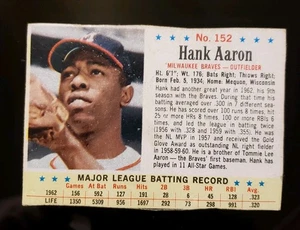 No. 152
Hank Aaron
MILWAUKEE BRAVES — OUTFIELDER
Ht. 6'1"; Wt. 176; Bats Right; Throws Right;
Born: Feb. 5, 1934; Home: Mequon, Wisconsin
Hank had another great year in 1962, his 9th
season with the Braves. During that time his
batting averaged over .300 in 7 different sea-
sons. He has scored over 100 runs 8 times, hit
25 or more HRs 8 times, 100 or more RBIs 6
times, and led the league in batting twice
(1956 with .328 and 1959 with .355). He was
the NL MVP in 1957 and received the Gold
Glove Award as outstanding NL right fielder
in 1958-59-60. He is a brother of Tommie Lee
Aaron — the Braves' first baseman. Hank has
played in 11 All-Star Games.
MAJOR LEAGUE BATTING RECORD
Games At Bat Runs Hits 2B 3B HR RBI Avg.
1962 156 592 127 191 28 6 45 128 .323
LIFE 1350 5309 956 1697 292 73 298 991 .320